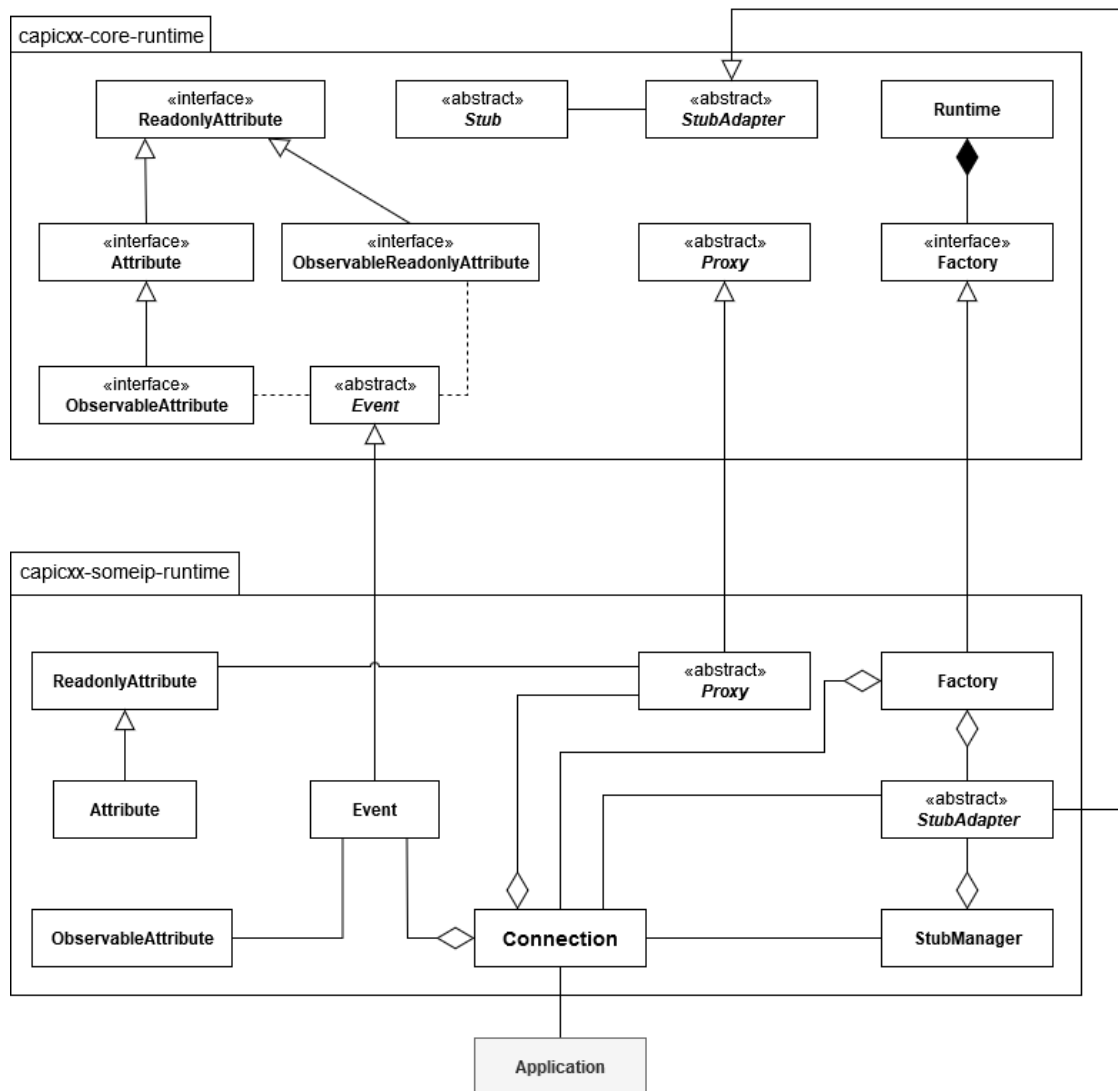 capicxx-core-runtime
«interface»
ReadonlyAttribute
«abstract»
Stub
«abstract»
StubAdapter
Runtime
«interface»
Attribute
«interface»
ObservableReadonlyAttribute
«abstract»
Proxy
«interface»
Factory
«interface»
ObservableAttribute
«abstract»
Event
capicxx-someip-runtime
ReadonlyAttribute
«abstract»
Proxy
Factory
Attribute
Event
«abstract»
StubAdapter
ObservableAttribute
Connection
StubManager
Application